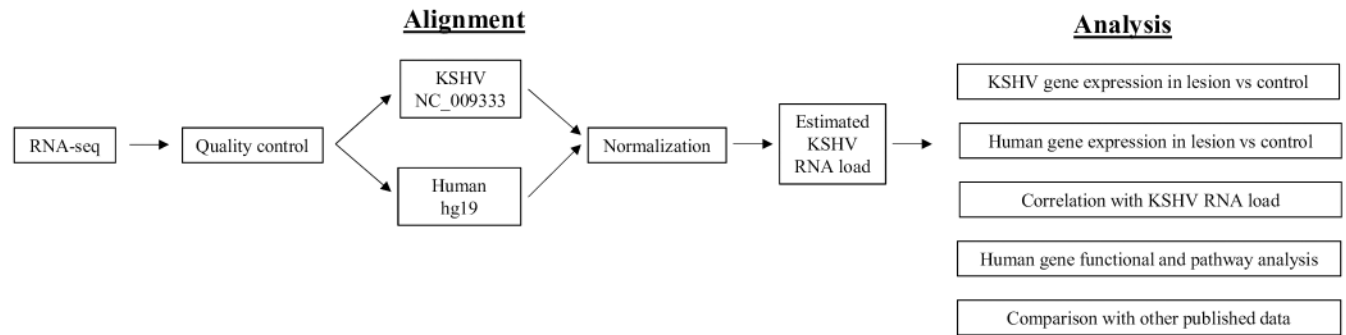 Alignment
Analysis
RNA-seq
Quality control
KSHV
NC_009333
Human
hg19
Normalization
Estimated
KSHV
RNA load
KSHV gene expression in lesion vs control
Human gene expression in lesion vs control
Correlation with KSHV RNA load
Human gene functional and pathway analysis
Comparison with other published data